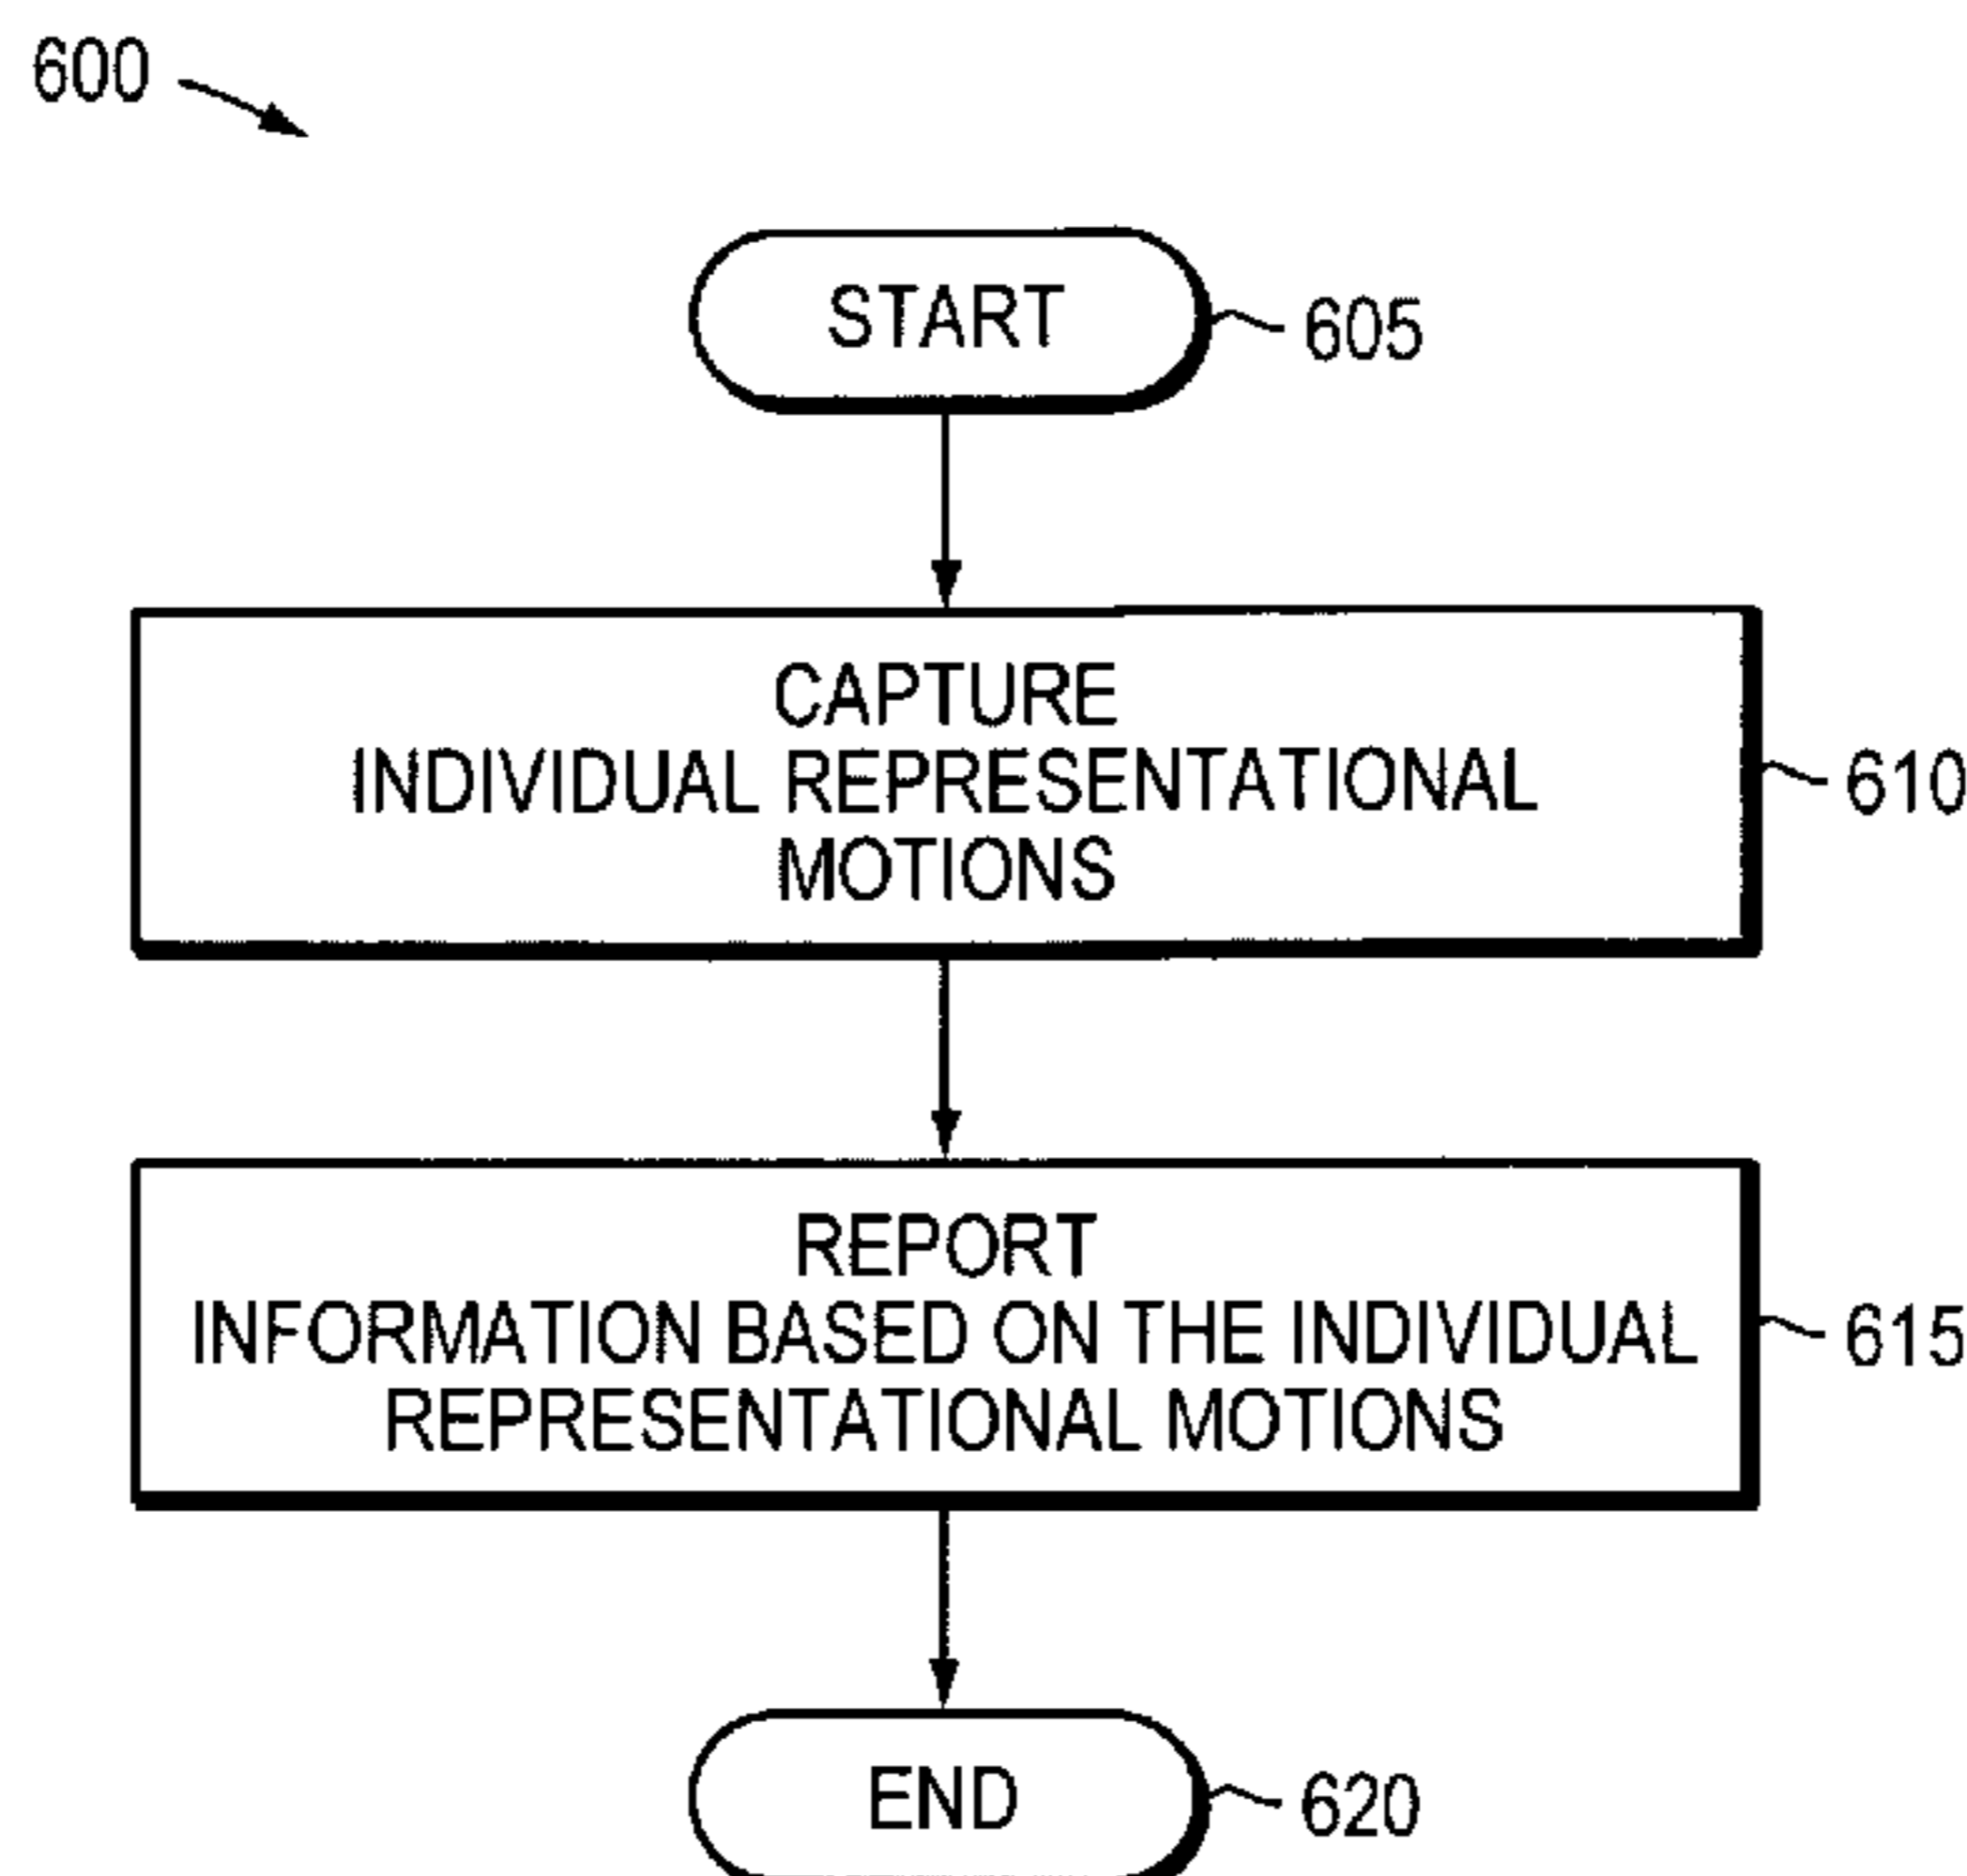 600
START
605
CAPTURE
INDIVIDUAL REPRESENTATIONAL
MOTIONS
610
REPORT
INFORMATION BASED ON THE INDIVIDUAL
REPRESENTATIONAL MOTIONS
615
END
620